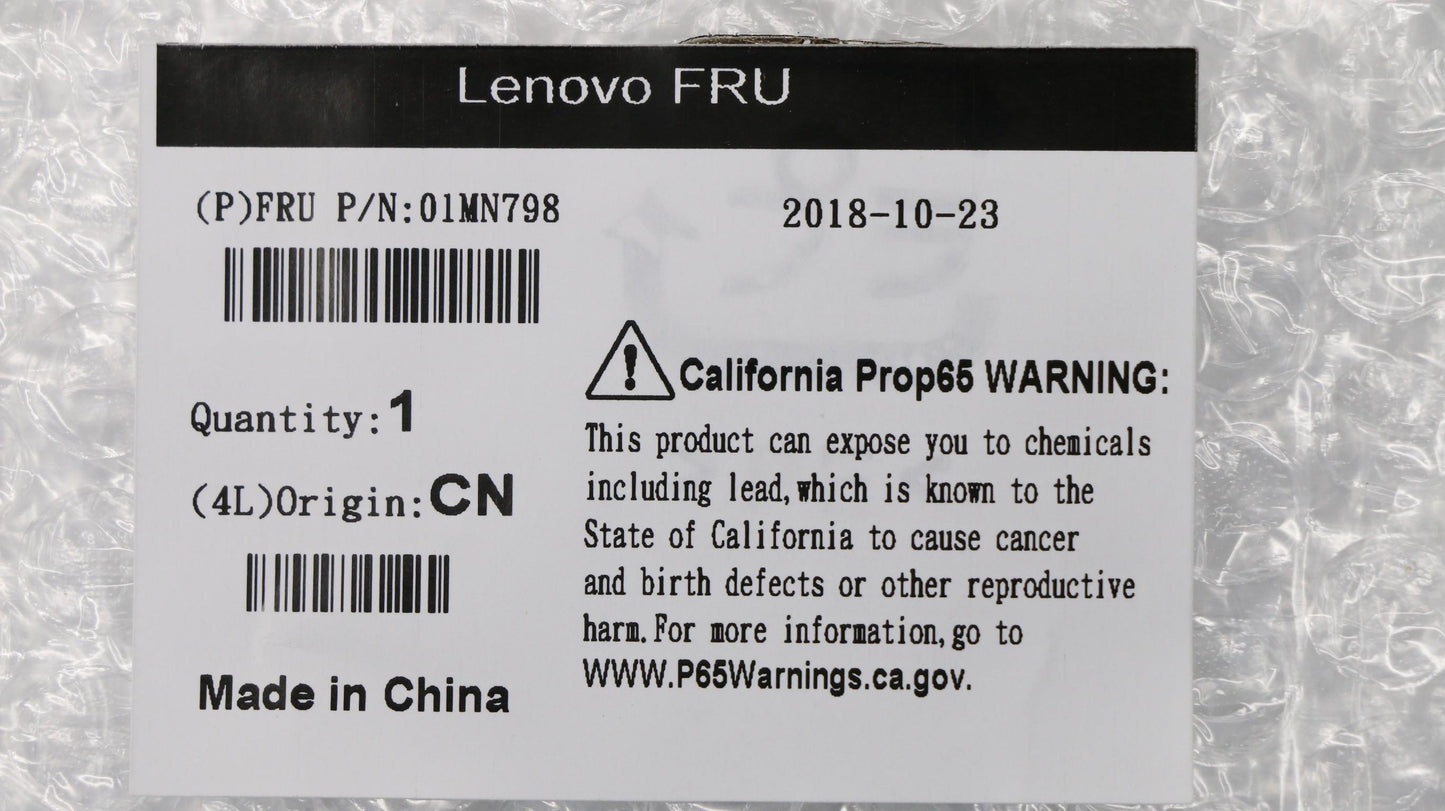 Lenovo FRU
(P)FRU P/N:01MN798
2018-10-23
Quantity:1
(4L)Origin:CN
Made in China
California Prop65 WARNING:
This product can expose you to chemicals
including lead,which is known to the
State of California to cause cancer
and birth defects or other reproductive
harm.For more information,go to
WWW.P65Warnings.ca.gov.